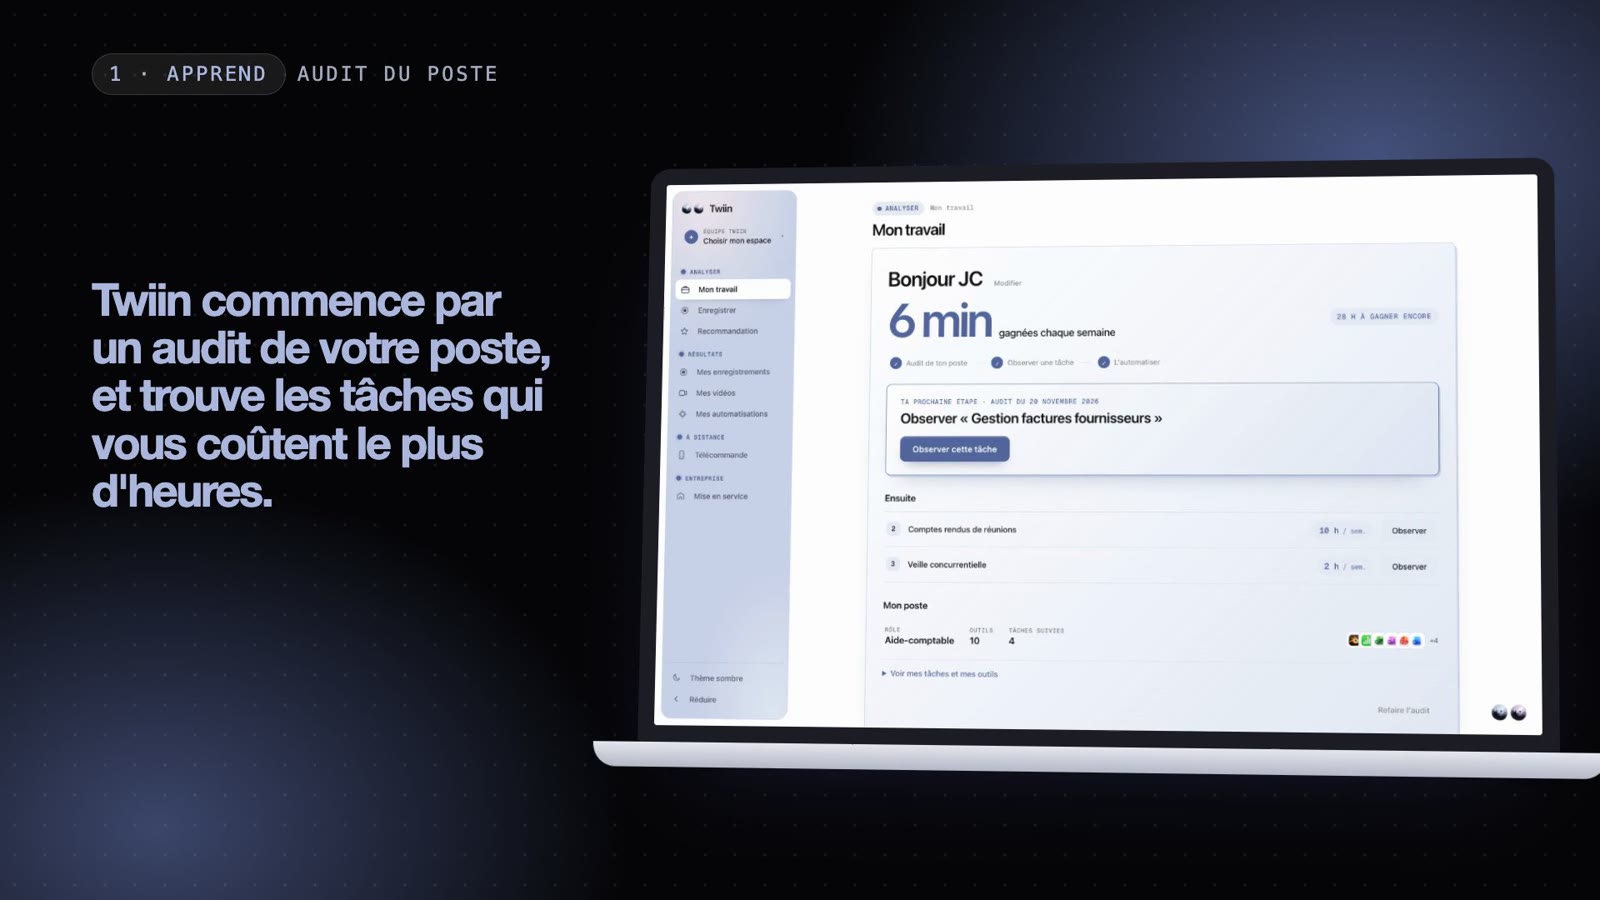 1 · APPREND AUDIT DU POSTE
Twiin commence par
un audit de votre poste,
et trouve les tâches qui
vous coûtent le plus
d'heures.
Twiin
ÉQUIPE TWIIN
Choisir mon espace
ANALYSER
Mon travail
Enregistrer
Recommandation
RÉSULTATS
Mes enregistrements
Mes vidéos
Mes automatisations
À DISTANCE
Télécommande
ENTREPRISE
Mise en service
Thème sombre
Réduire
ANALYSER Mon travail
Mon travail
Bonjour JC Modifier
6 min gagnées chaque semaine
28 H À GAGNER ENCORE
Audit de ton poste
Observer une tâche
L'automatiser
TA PROCHAINE ÉTAPE · AUDIT DU 20 NOVEMBRE 2026
Observer « Gestion factures fournisseurs »
Observer cette tâche
Ensuite
2 Comptes rendus de réunions 10 h / sem. Observer
3 Veille concurrentielle 2 h / sem. Observer
Mon poste
RÔLE OUTILS TÂCHES SUIVIES
Aide-comptable 10 4
+4
Voir mes tâches et mes outils
Refaire l'audit